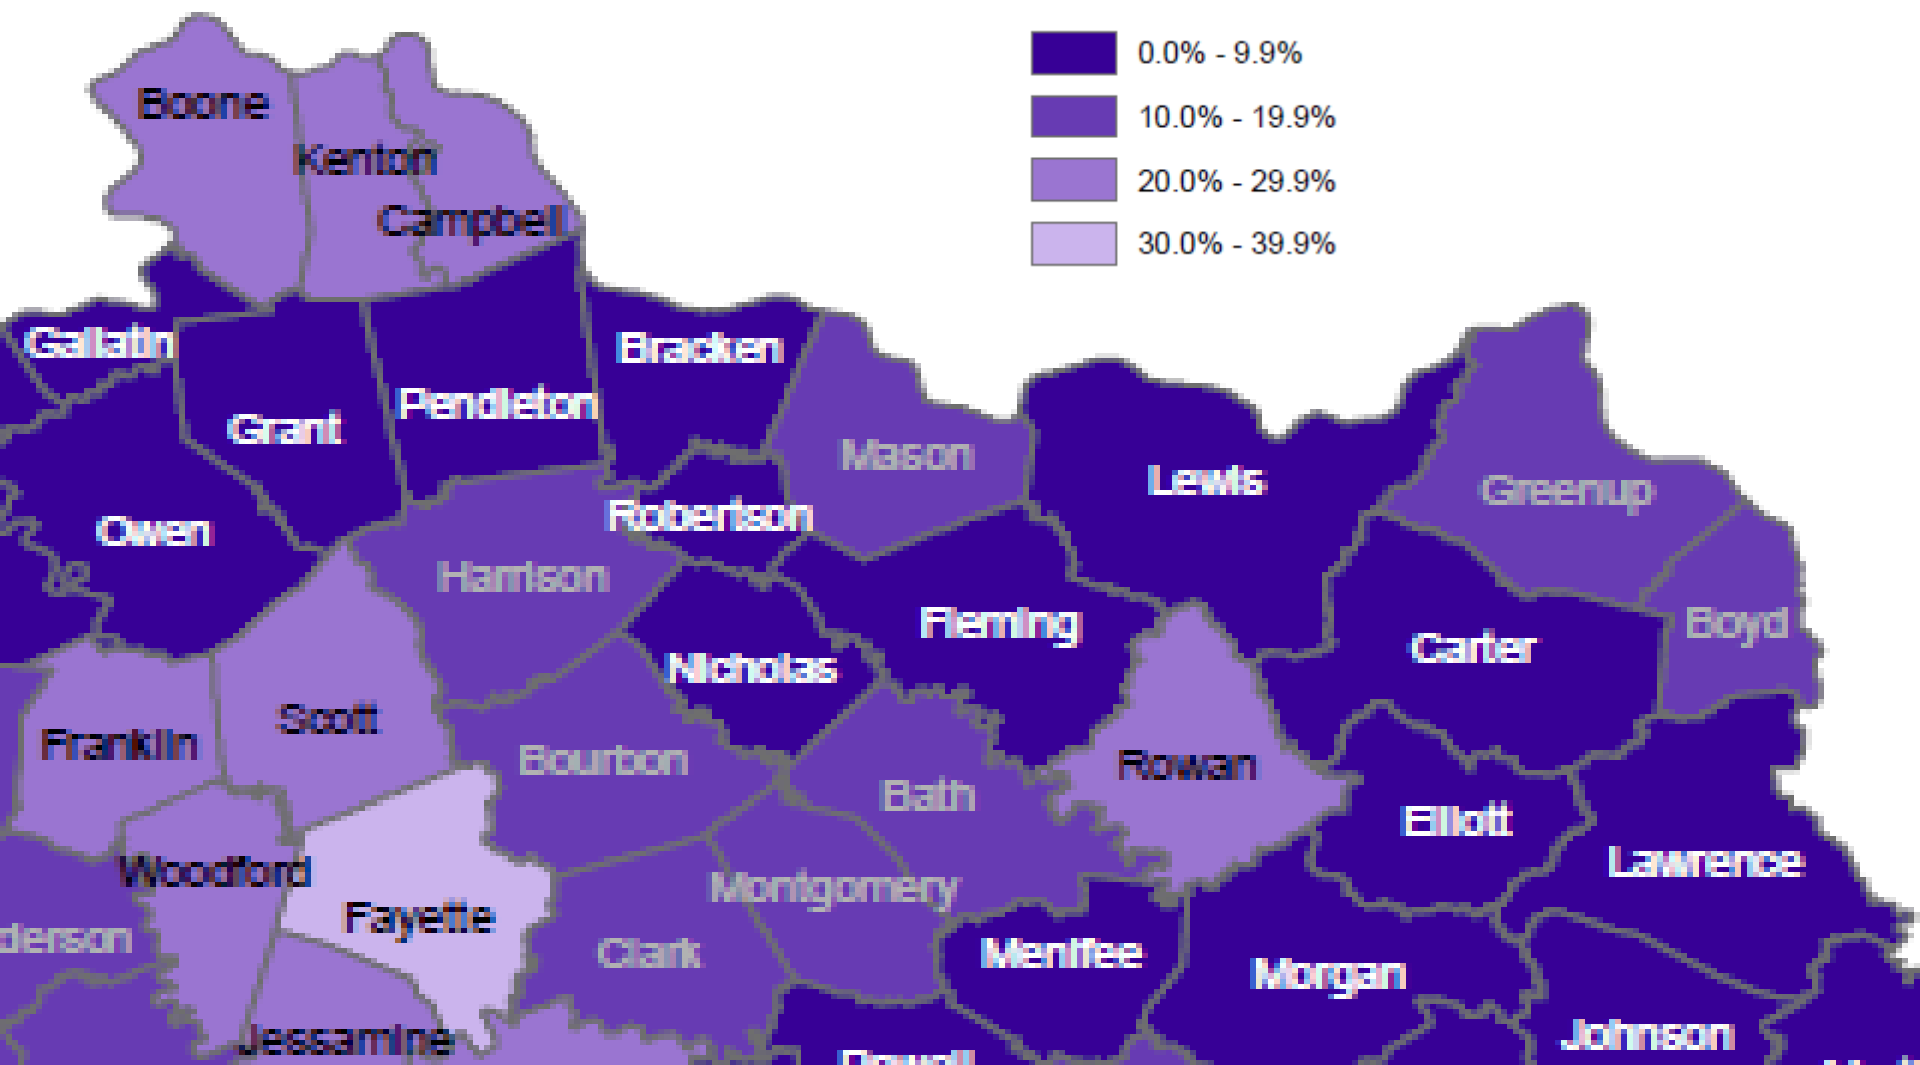 0.0% - 9.9%
10.0% - 19.9%
20.0% - 29.9%
30.0% - 39.9%
Boone
Kenton
Campbell
Gallatin
Bracken
Pendleton
Grant
Mason
Lewis
Greenup
Owen
Robertson
Harrison
Fleming
Boyd
Carter
Nicholas
Scott
Franklin
Bourbon
Rowan
Bath
Elliott
Lawrence
Woodford
Montgomery
Fayette
derson
Clark
Menifee
Morgan
Jessamine
Johnson
Powell